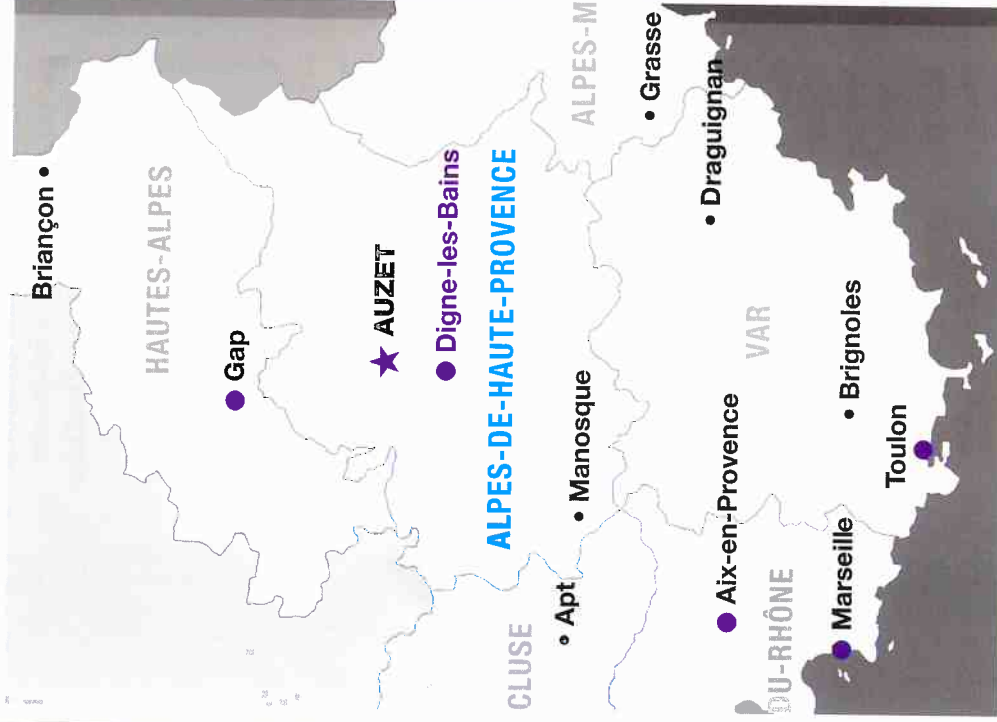 Briançon
HAUTES-ALPES
Gap
AUZET
Digne-les-Bains
ALPES-DE-HAUTE-PROVENCE
ALPES-M
Grasse
Manosque
Apt
CLUSE
Draguignan
VAR
Aix-en-Provence
DU-RHÔNE
Brignoles
Toulon
Marseille